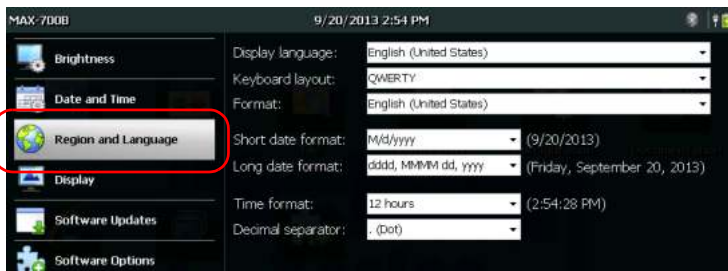 MAX-700B 9/20/2013 2:54 PM
Brightness
Date and Time
Region and Language
Display
Software Updates
Software Options
Display language: English (United States)
Keyboard layout: QWERTY
Format: English (United States)
Short date format: M/d/yyyy (9/20/2013)
Long date format: dddd, MMMM dd, yyyy (Friday, September 20, 2013)
Time format: 12 hours (2:54:28 PM)
Decimal separator: . (Dot)